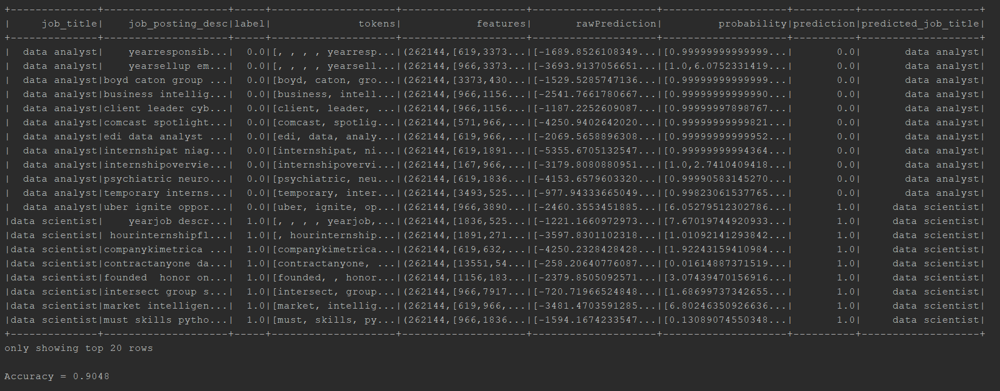 +--------------+--------------------+-----+--------------------+--------------------+--------------------+--------------------+----------+-------------------+
|     job_title|    job_posting_desc|label|              tokens|            features|       rawPrediction|         probability|prediction|predicted_job_title|
+--------------+--------------------+-----+--------------------+--------------------+--------------------+--------------------+----------+-------------------+
|  data analyst|    yearresponsib...|  0.0|[, , , , yearresp...|(262144,[619,3373...|[-1689.8526108349...|[0.99999999999999...|       0.0|       data analyst|
|  data analyst|    yearsellup em...|  0.0|[, , , , yearsell...|(262144,[966,3373...|[-3693.9137056651...|[1.0,6.0752331419...|       0.0|       data analyst|
|  data analyst|boyd caton group ...|  0.0|[boyd, caton, gro...|(262144,[3373,430...|[-1529.5285747136...|[0.99999999999999...|       0.0|       data analyst|
|  data analyst|business intellig...|  0.0|[business, intell...|(262144,[966,1156...|[-2541.7661780667...|[0.99999999999990...|       0.0|       data analyst|
|  data analyst|client leader cyb...|  0.0|[client, leader, ...|(262144,[966,1156...|[-1187.2252609087...|[0.99999997898767...|       0.0|       data analyst|
|  data analyst|comcast spotlight...|  0.0|[comcast, spotlig...|(262144,[571,966,...|[-4250.9402642020...|[0.99999999999821...|       0.0|       data analyst|
|  data analyst|edi data analyst ...|  0.0|[edi, data, analy...|(262144,[619,966,...|[-2069.5658896308...|[0.99999999999952...|       0.0|       data analyst|
|  data analyst|internshipat niag...|  0.0|[internshipat, ni...|(262144,[619,1891...|[-5355.6705132547...|[0.99999999994364...|       0.0|       data analyst|
|  data analyst|internshipovervie...|  0.0|[internshipovervi...|(262144,[167,966,...|[-3179.8080880951...|[1.0,2.7410409418...|       0.0|       data analyst|
|  data analyst|psychiatric neuro...|  0.0|[psychiatric, neu...|(262144,[619,1836...|[-4153.6579603320...|[0.99990583145270...|       0.0|       data analyst|
|  data analyst|temporary interns...|  0.0|[temporary, inter...|(262144,[3493,525...|[-977.94333665049...|[0.99823061537765...|       0.0|       data analyst|
|  data analyst|uber ignite oppor...|  0.0|[uber, ignite, op...|(262144,[966,3890...|[-2460.3553451885...|[6.05279512302786...|       1.0|     data scientist|
|data scientist|    yearjob descr...|  1.0|[, , , , yearjob,...|(262144,[1836,525...|[-1221.1660972973...|[7.67019744920933...|       1.0|     data scientist|
|data scientist| hourinternshipfl...|  1.0|[, hourinternship...|(262144,[1891,271...|[-3597.8301102318...|[1.01092141293842...|       1.0|     data scientist|
|data scientist|companykimetrica ...|  1.0|[companykimetrica...|(262144,[619,632,...|[-4250.2328428428...|[1.92243159410984...|       1.0|     data scientist|
|data scientist|contractanyone da...|  1.0|[contractanyone, ...|(262144,[13551,54...|[-258.20640776087...|[0.01614887371519...|       1.0|     data scientist|
|data scientist|founded  honor on...|  1.0|[founded, , honor...|(262144,[1156,183...|[-2379.8505092571...|[3.07439470156916...|       1.0|     data scientist|
|data scientist|intersect group s...|  1.0|[intersect, group...|(262144,[966,7917...|[-720.71966524848...|[1.68699737342655...|       1.0|     data scientist|
|data scientist|market intelligen...|  1.0|[market, intellig...|(262144,[619,966,...|[-3481.4703591285...|[6.80246350926636...|       1.0|     data scientist|
|data scientist|must skills pytho...|  1.0|[must, skills, py...|(262144,[966,1836...|[-1594.1674233547...|[0.13089074550348...|       1.0|     data scientist|
+--------------+--------------------+-----+--------------------+--------------------+--------------------+--------------------+----------+-------------------+
only showing top 20 rows
Accuracy = 0.9048